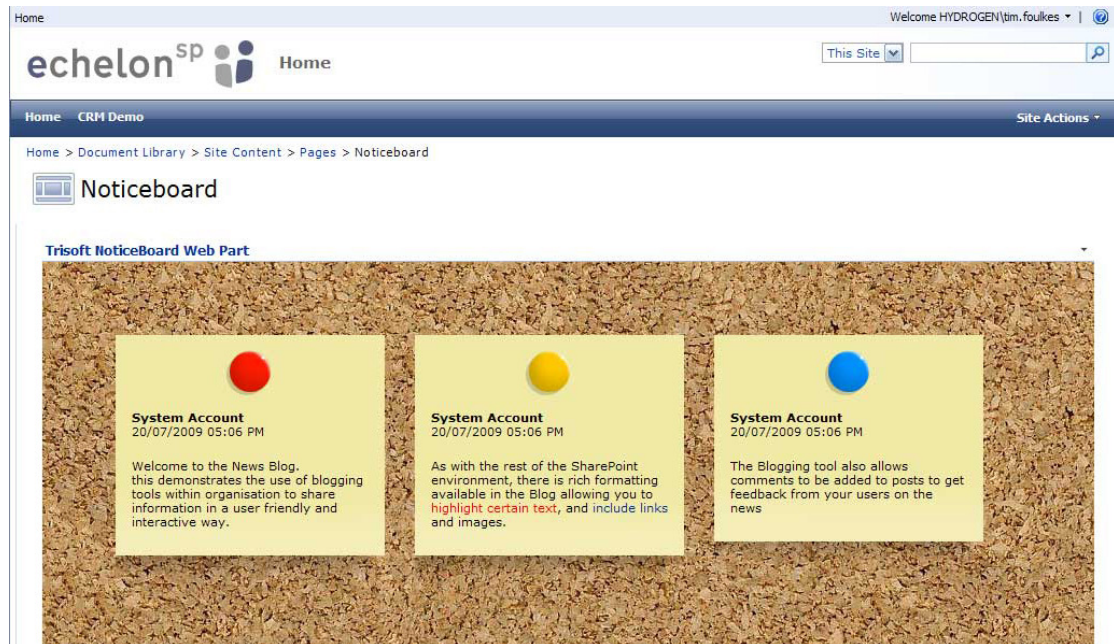 Home
Welcome HYDROGEN\tim.foulkes |
echelon sp Home
This Site
Home CRM Demo
Site Actions
Home > Document Library > Site Content > Pages > Noticeboard
Noticeboard
Trisoft NoticeBoard Web Part
System Account
20/07/2009 05:06 PM
Welcome to the News Blog.
this demonstrates the use of blogging
tools within organisation to share
information in a user friendly and
interactive way.
System Account
20/07/2009 05:06 PM
As with the rest of the SharePoint
environment, there is rich formatting
available in the Blog allowing you to
highlight certain text, and include links
and images.
System Account
20/07/2009 05:06 PM
The Blogging tool also allows
comments to be added to posts to get
feedback from your users on the
news